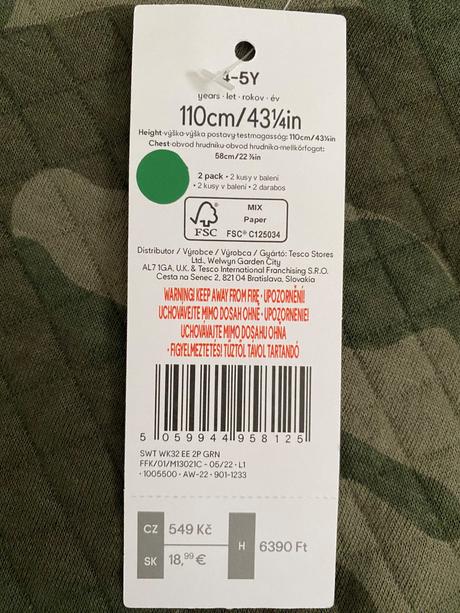 4-5Y
years · let · rokov · év
110cm/43¼in
Height·výška·výška postavy·testmagasság: 110cm/43¼in
Chest·obvod hrudníku·obvod hrudníka·mellkörfogat:
58cm/22 ⅞in
2 pack · 2 kusy v balení
· 2 kusy v balení · 2 darabos
FSC
MIX
Paper
FSC® C125034
Distributor / Výrobce / Výrobca / Gyártó: Tesco Stores
Ltd., Welwyn Garden City
AL7 1GA, U.K. & Tesco International Franchising S.R.O.
Cesta na Senec 2, 821 04 Bratislava, Slovakia
WARNING! KEEP AWAY FROM FIRE · UPOZORNĚNÍ!
UCHOVÁVEJTE MIMO DOSAH OHNE · UPOZORNENIE!
UCHOVÁVAJTE MIMO DOSAHU OHŇA
· FIGYELMEZTETÉS! TŰZTŐL TÁVOL TARTANDÓ
5 059944 958125
SWT WK32 EE 2P GRN
FFK/01/M13021C - 05/22 · L1
· 1005500 · AW-22 · 901-1233
CZ 549 Kč
SK 18,99 €
H 6390 Ft